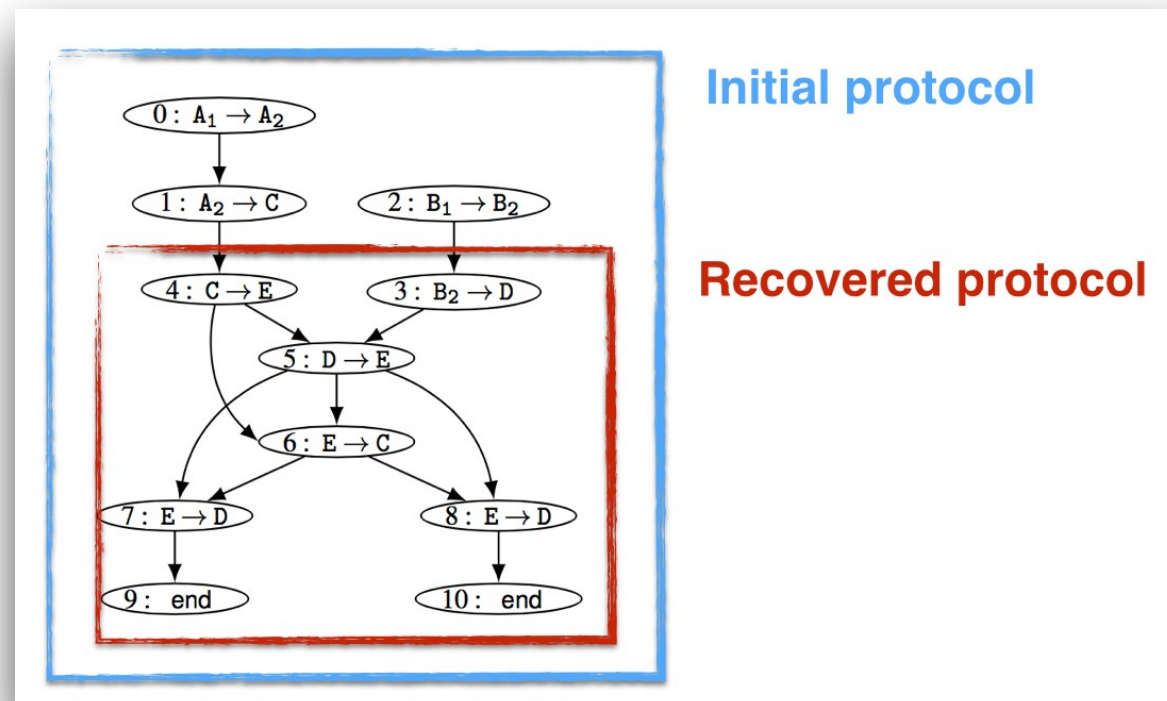 Initial protocol
0 : A₁ → A₂
1 : A₂ → C
2 : B₁ → B₂
Recovered protocol
4 : C → E
3 : B₂ → D
5 : D → E
6 : E → C
7 : E → D
8 : E → D
9 : end
10 : end